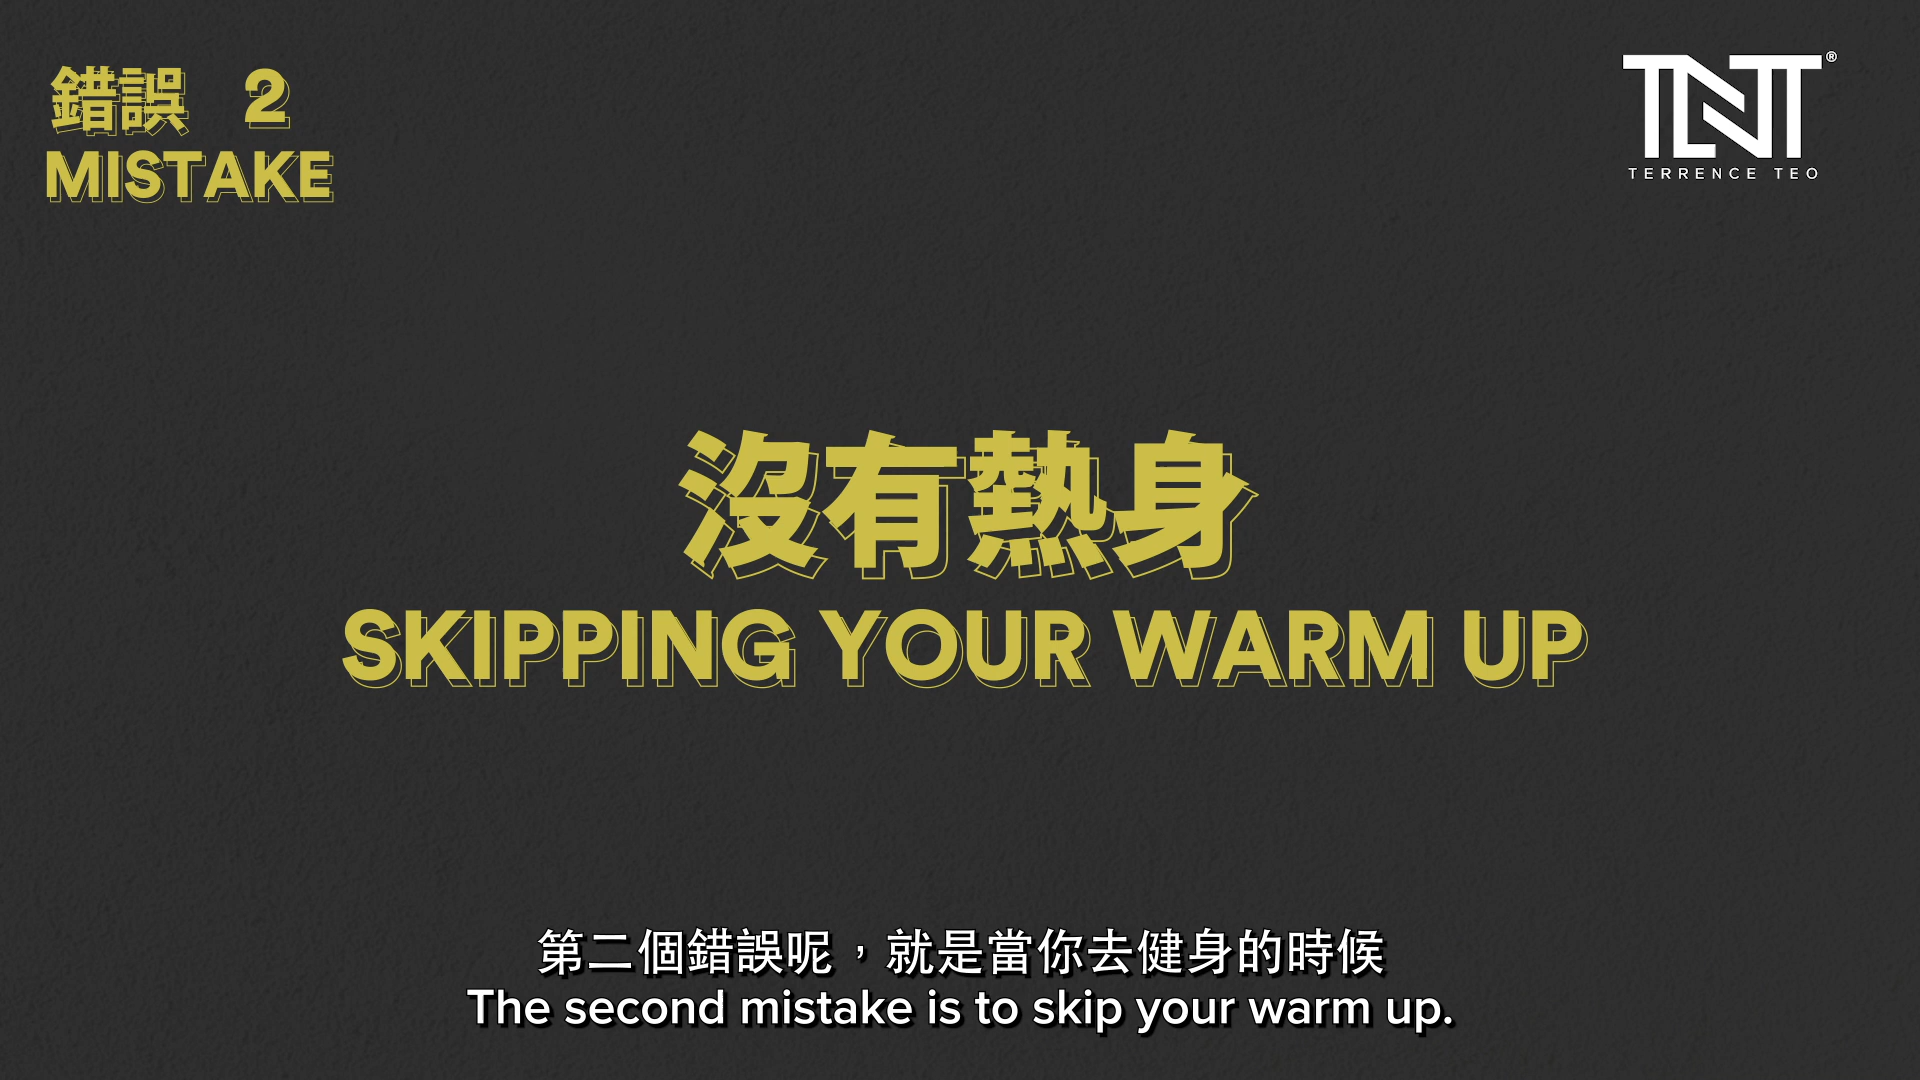 錯誤 2
MISTAKE
TNT®
TERRENCE TEO
沒有熱身
SKIPPING YOUR WARM UP
第二個錯誤呢，就是當你去健身的時候
The second mistake is to skip your warm up.